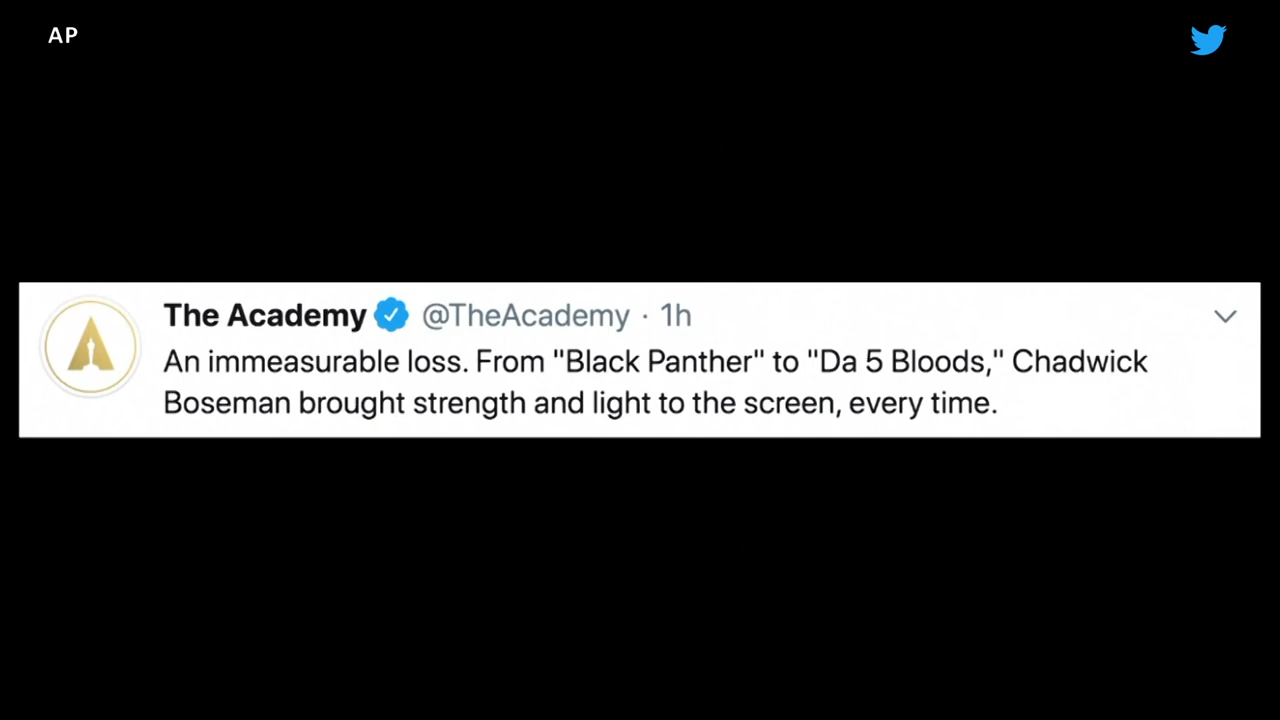 AP
The Academy @TheAcademy · 1h
An immeasurable loss. From "Black Panther" to "Da 5 Bloods," Chadwick
Boseman brought strength and light to the screen, every time.